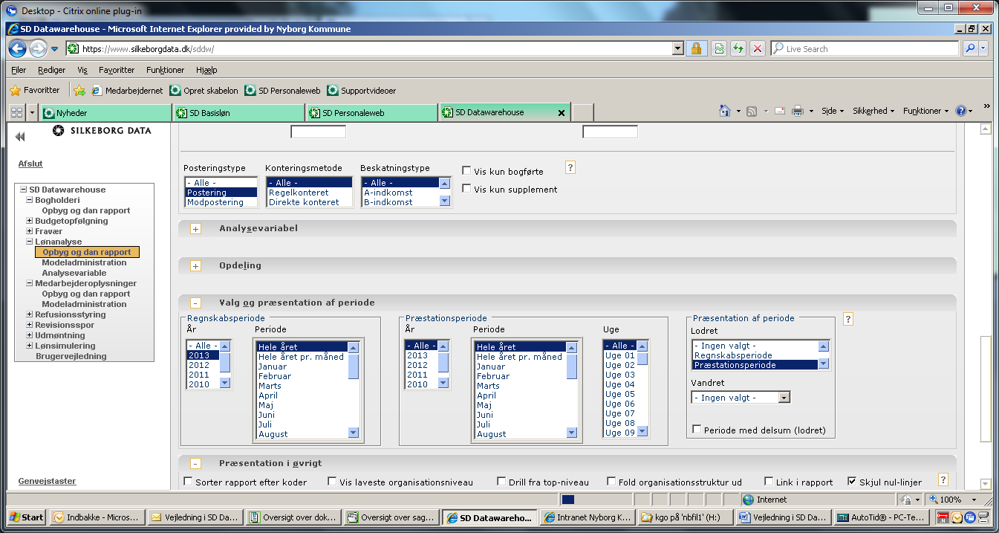 Desktop - Citrix online plug-in
SD Datawarehouse - Microsoft Internet Explorer provided by Nyborg Kommune
https://www.silkeborgdata.dk/sddw/
Live Search
Filer Rediger Vis Favoritter Funktioner Hjælp
Favoritter Medarbejdernet Opret skabelon SD Personaleweb Supportvideoer
Nyheder SD Basisløn SD Personaleweb SD Datawarehouse Side Sikkerhed Funktioner
SILKEBORG DATA
Afslut
SD Datawarehouse
Bogholderi
Opbyg og dan rapport
Budgetopfølgning
Fravær
Lønanalyse
Opbyg og dan rapport
Modeladministration
Analysevariable
Medarbejderoplysninger
Opbyg og dan rapport
Modeladministration
Refusionsstyring
Revisionsspor
Udmøntning
Lønsimulering
Brugervejledning
Genvejstaster
Posteringstype Konteringsmetode Beskatningstype
- Alle - - Alle - - Alle - Vis kun bogførte ?
Postering Regelkonteret A-indkomst
Modpostering Direkte konteret B-indkomst Vis kun supplement
+ Analysevariabel
+ Opdeling
- Valg og præsentation af periode
Regnskabsperiode
År Periode
- Alle -
2013
2012
2011
2010
Hele året
Hele året pr. måned
Januar
Februar
Marts
April
Maj
Juni
Juli
August
Præstationsperiode
År Periode Uge
- Alle -
2013
2012
2011
2010
Hele året
Hele året pr. måned
Januar
Februar
Marts
April
Maj
Juni
Juli
August
- Alle -
Uge 01
Uge 02
Uge 03
Uge 04
Uge 05
Uge 06
Uge 07
Uge 08
Uge 09
Præsentation af periode ?
Lodret
- Ingen valgt -
Regnskabsperiode
Præstationsperiode
Vandret
- Ingen valgt -
Periode med delsum (lodret)
- Præsentation i øvrigt
Sorter rapport efter koder Vis laveste organisationsniveau Drill fra top-niveau Fold organisationsstruktur ud Link i rapport Skjul nul-linjer ?
Internet 100%
Start Indbakke - Micros... Vejledning i SD Da... Oversigt over dok... Oversigt over sag... SD Datawareho... Intranet Nyborg K... kgo på 'nbfil1' (H:) Vejledning i SD Da... AutoTid® - PC-Te...